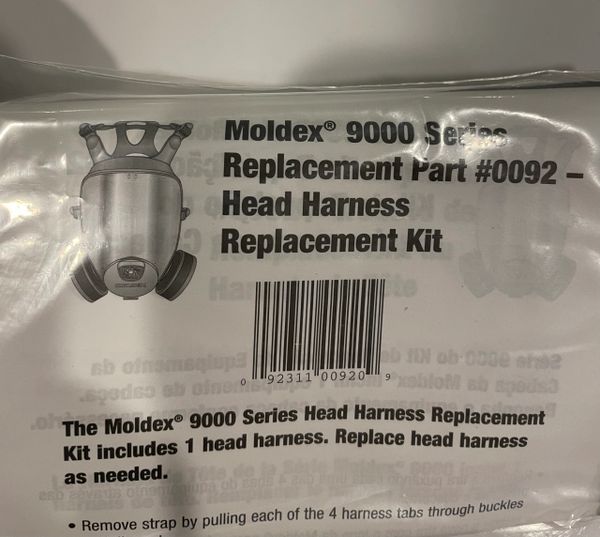 Moldex® 9000 Series
Replacement Part #0092 –
Head Harness
Replacement Kit
0 92311 00920 9
The Moldex® 9000 Series Head Harness Replacement
Kit includes 1 head harness. Replace head harness
as needed.
• Remove strap by pulling each of the 4 harness tabs through buckles